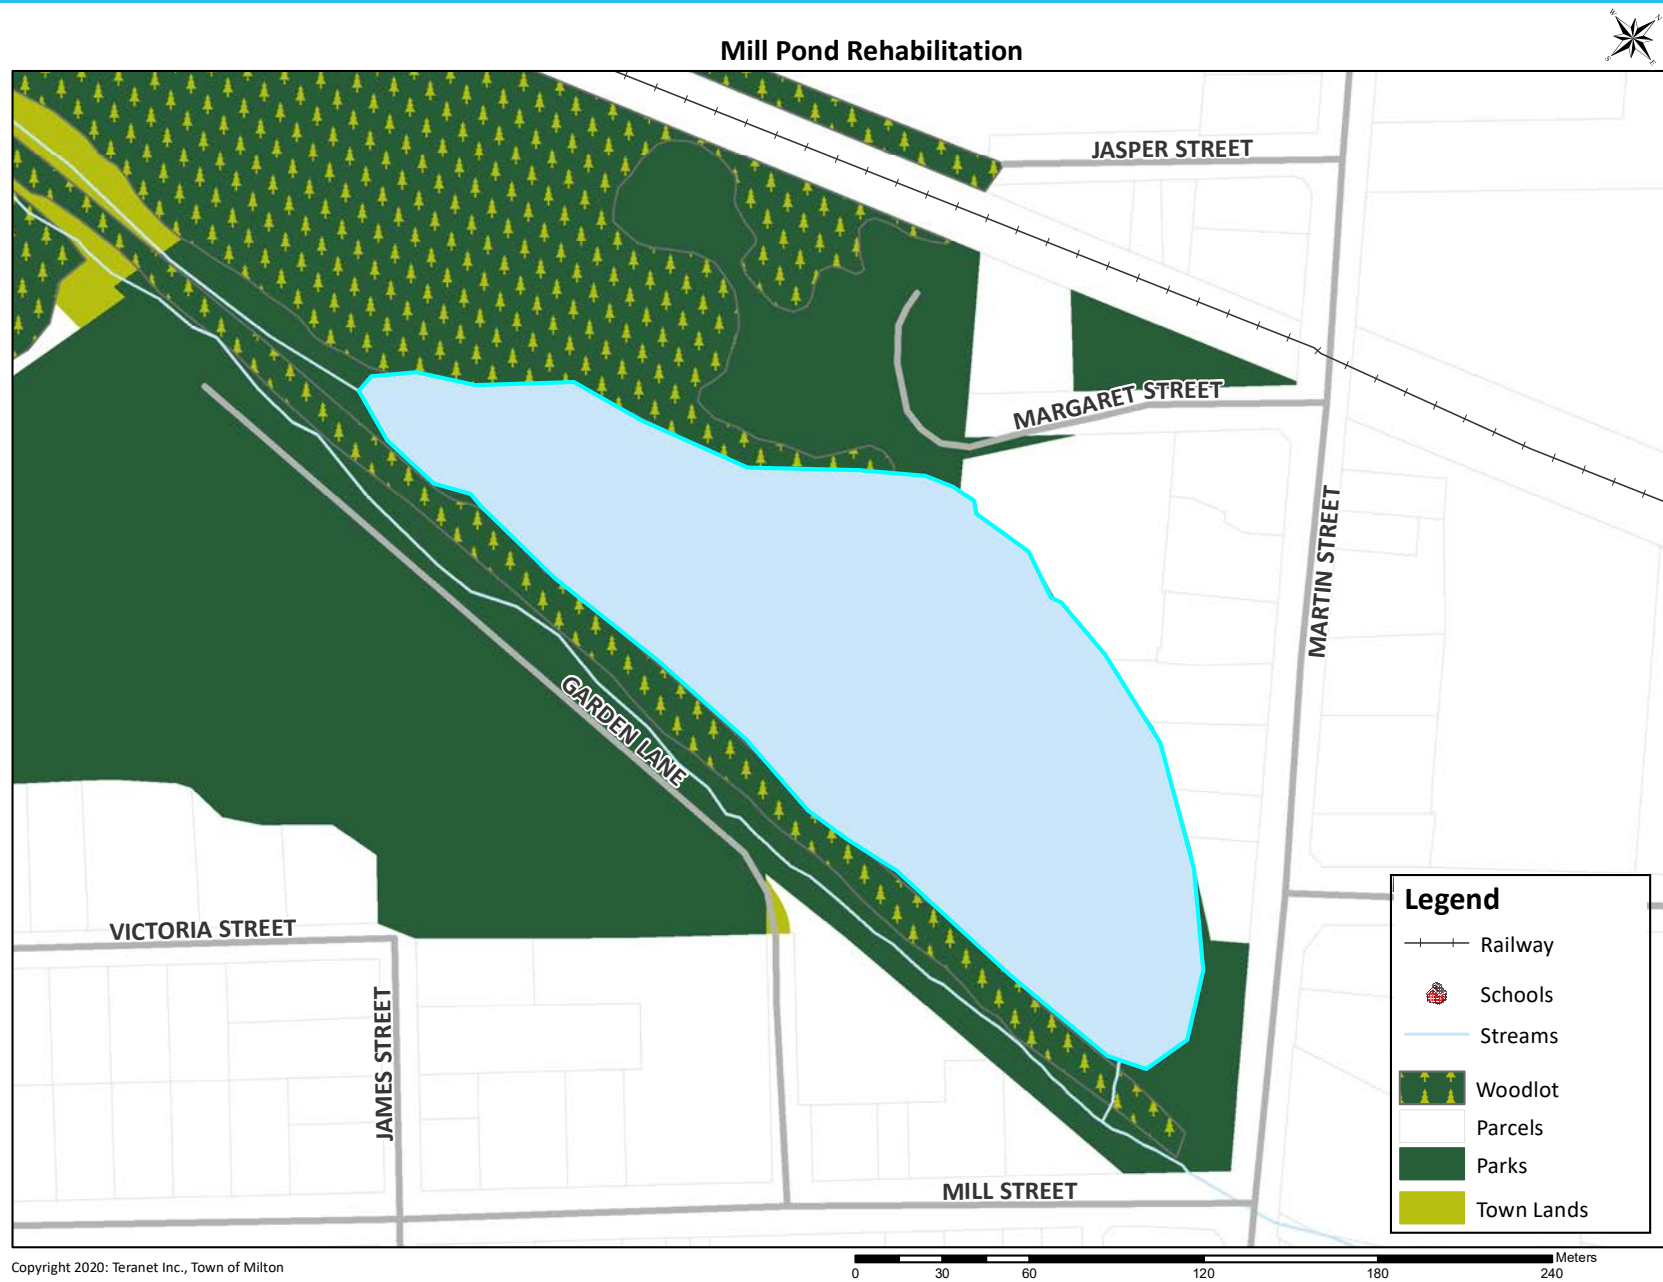 Mill Pond Rehabilitation
W
N
S
E
JASPER STREET
MARGARET STREET
MARTIN STREET
GARDEN LANE
VICTORIA STREET
JAMES STREET
MILL STREET
Legend
Railway
Schools
Streams
Woodlot
Parcels
Parks
Town Lands
Copyright 2020: Teranet Inc., Town of Milton
Meters
0 30 60 120 180 240